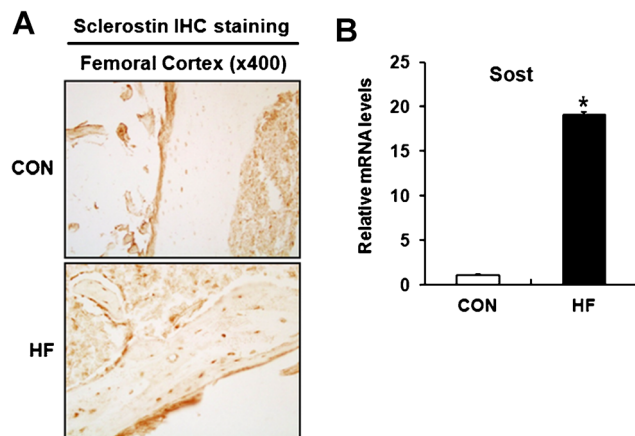 A
Sclerostin IHC staining
Femoral Cortex (x400)
CON
HF
B
Sost
Relative mRNA levels
25
20
15
10
5
0
*
CON
HF